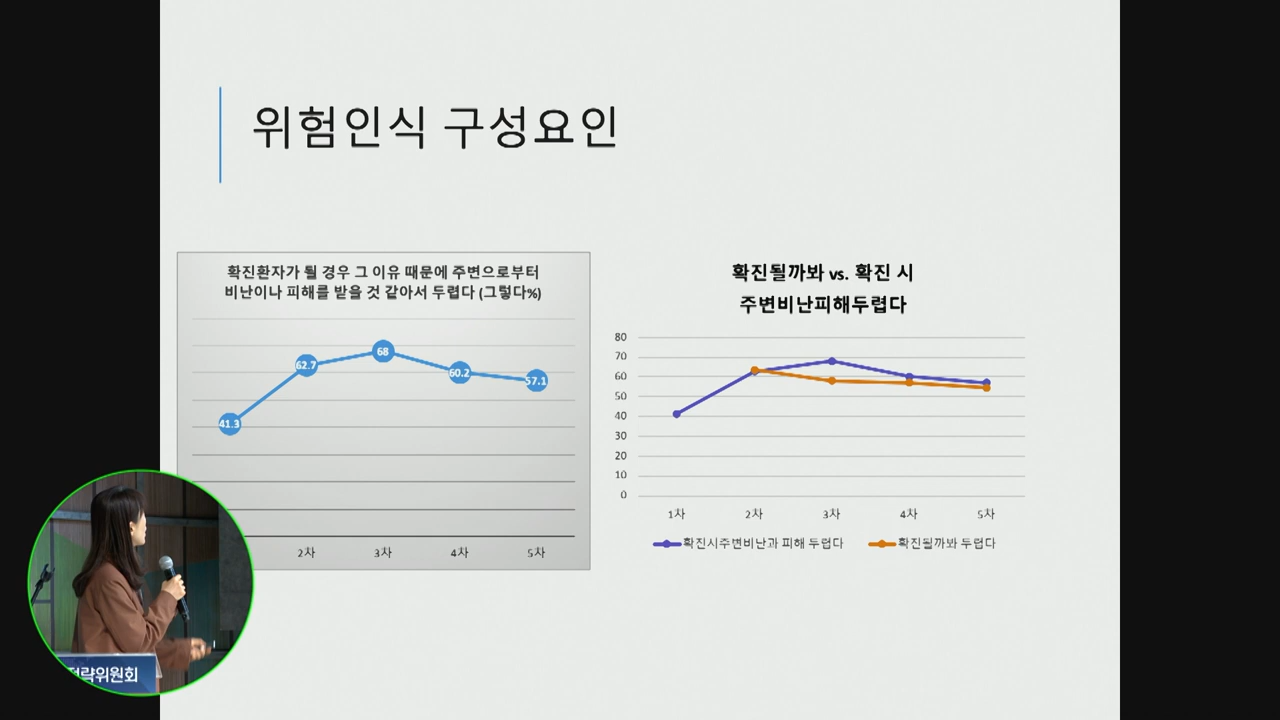 위험인식 구성요인
확진환자가 될 경우 그 이유 때문에 주변으로부터
비난이나 피해를 받을 것 같아서 두렵다 (그렇다%)
41.3
62.7
68
60.2
57.1
2차
3차
4차
5차
확진될까봐 vs. 확진 시
주변비난피해두렵다
80
70
60
50
40
30
20
10
0
1차
2차
3차
4차
5차
확진시주변비난과 피해 두렵다
확진될까봐 두렵다
전략위원회